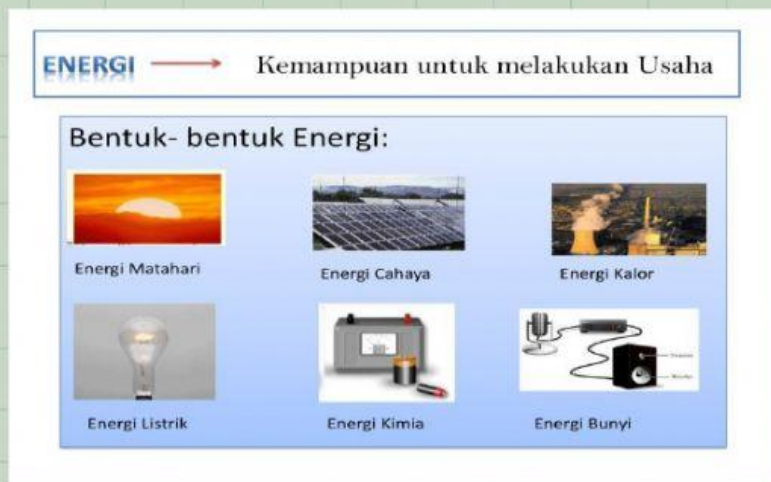 ENERGI → Kemampuan untuk melakukan Usaha
Bentuk- bentuk Energi:
Energi Matahari
Energi Cahaya
Energi Kalor
Energi Listrik
Energi Kimia
Energi Bunyi